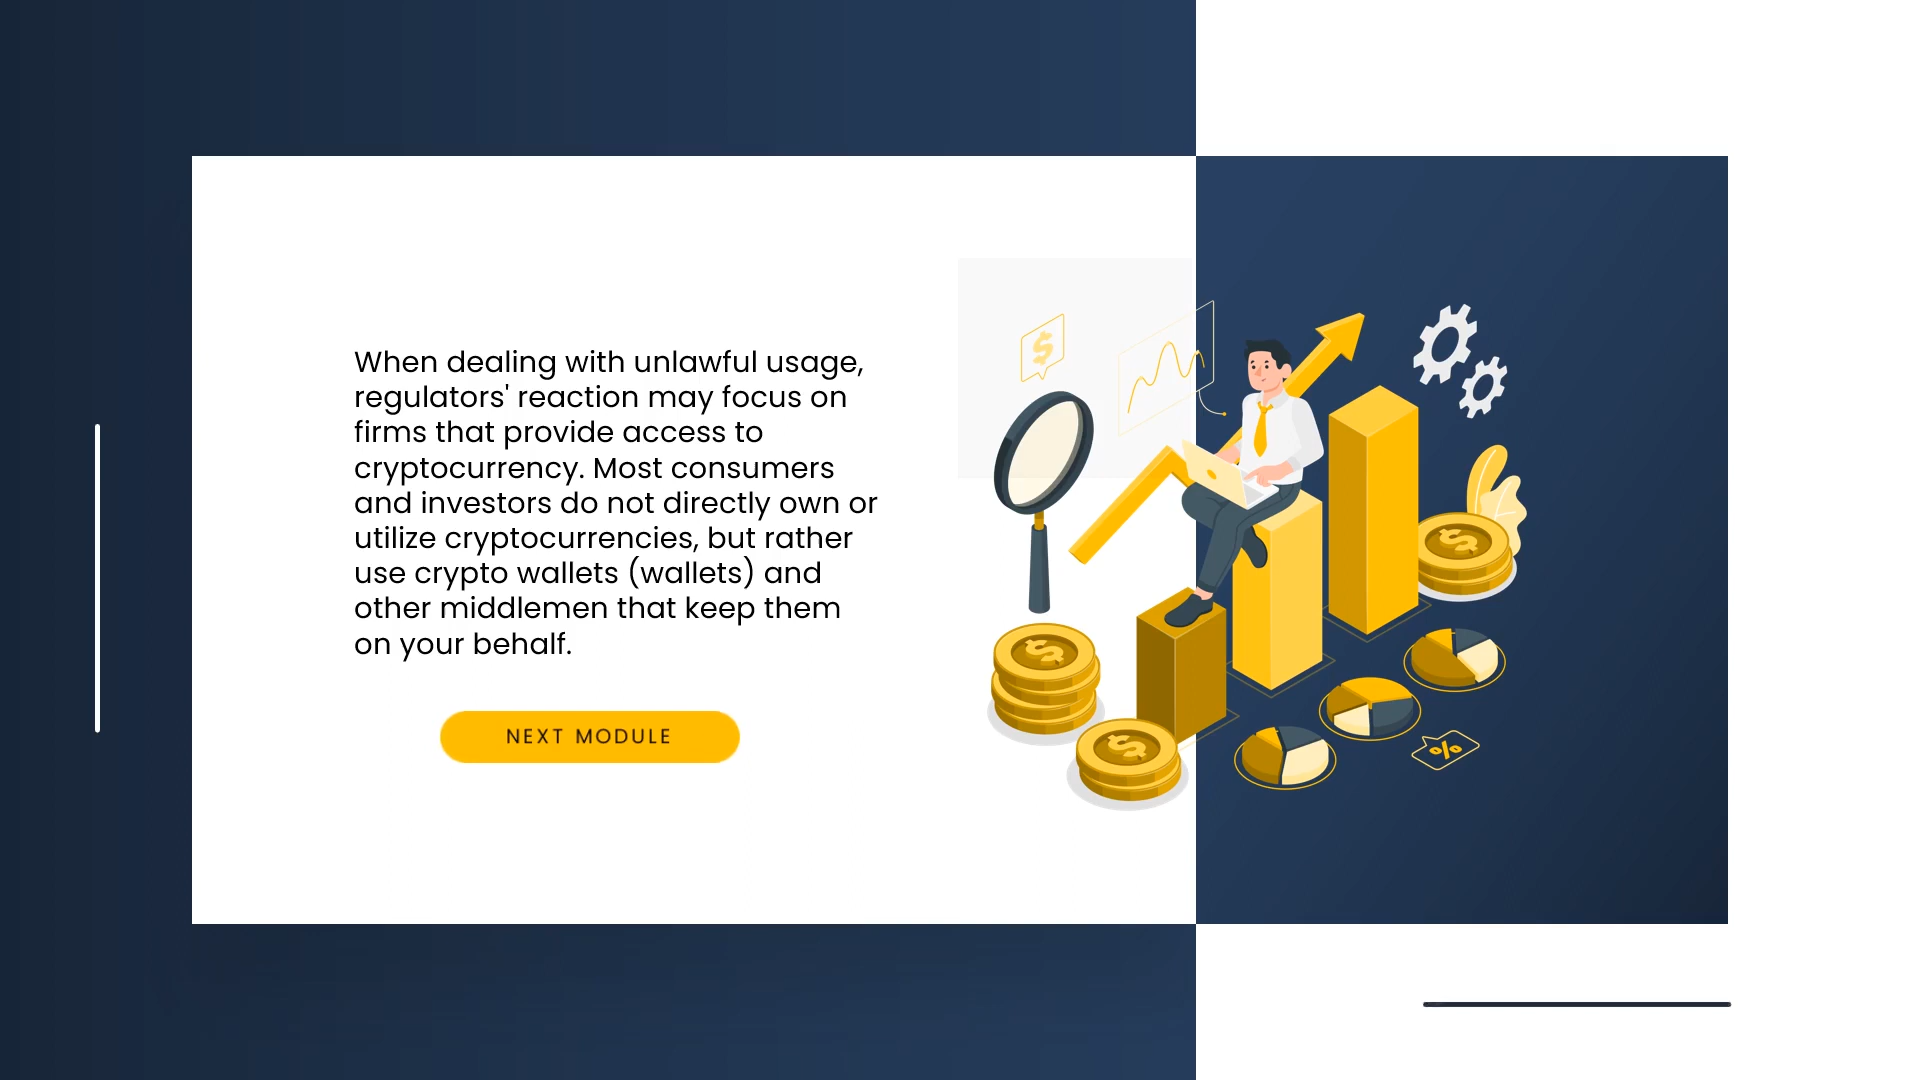 When dealing with unlawful usage,
regulators' reaction may focus on
firms that provide access to
cryptocurrency. Most consumers
and investors do not directly own or
utilize cryptocurrencies, but rather
use crypto wallets (wallets) and
other middlemen that keep them
on your behalf.
NEXT MODULE
$
$
$
$
%